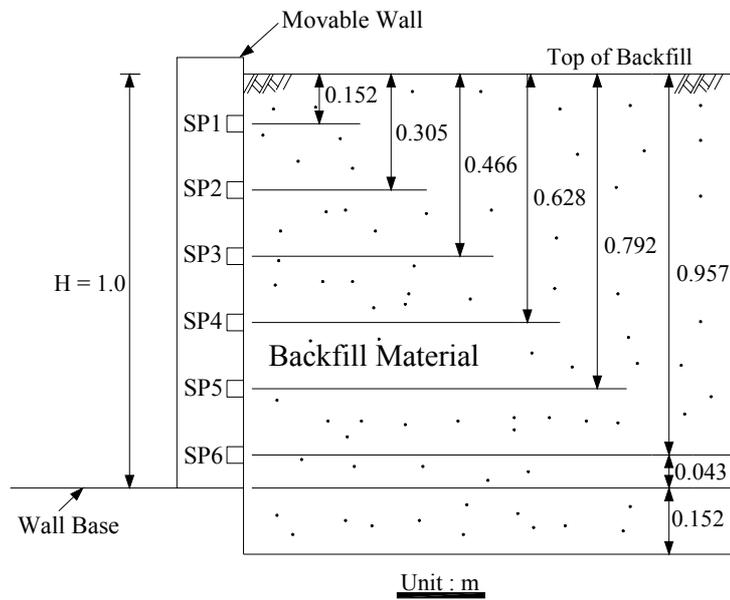 Movable Wall
Top of Backfill
0.152
SP1
0.305
0.466
SP2
0.628
0.792
SP3
H = 1.0
0.957
SP4
Backfill Material
SP5
SP6
0.043
Wall Base
0.152
Unit : m